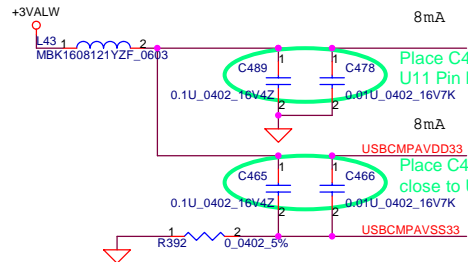 +3VALW
8mA
L43 1 2
MBK1608121YZF_0603
1 1
C489 C478
Place C4
U11 Pin
2 2
0.1U_0402_16V4Z 0.01U_0402_16V7K
8mA
USBCMPAVDD33
1 1
C465 C466
Place C4
close to U
0.1U_0402_16V4Z 0.01U_0402_16V7K
2 2
1 2
USBCMPAVSS33
R392 0_0402_5%